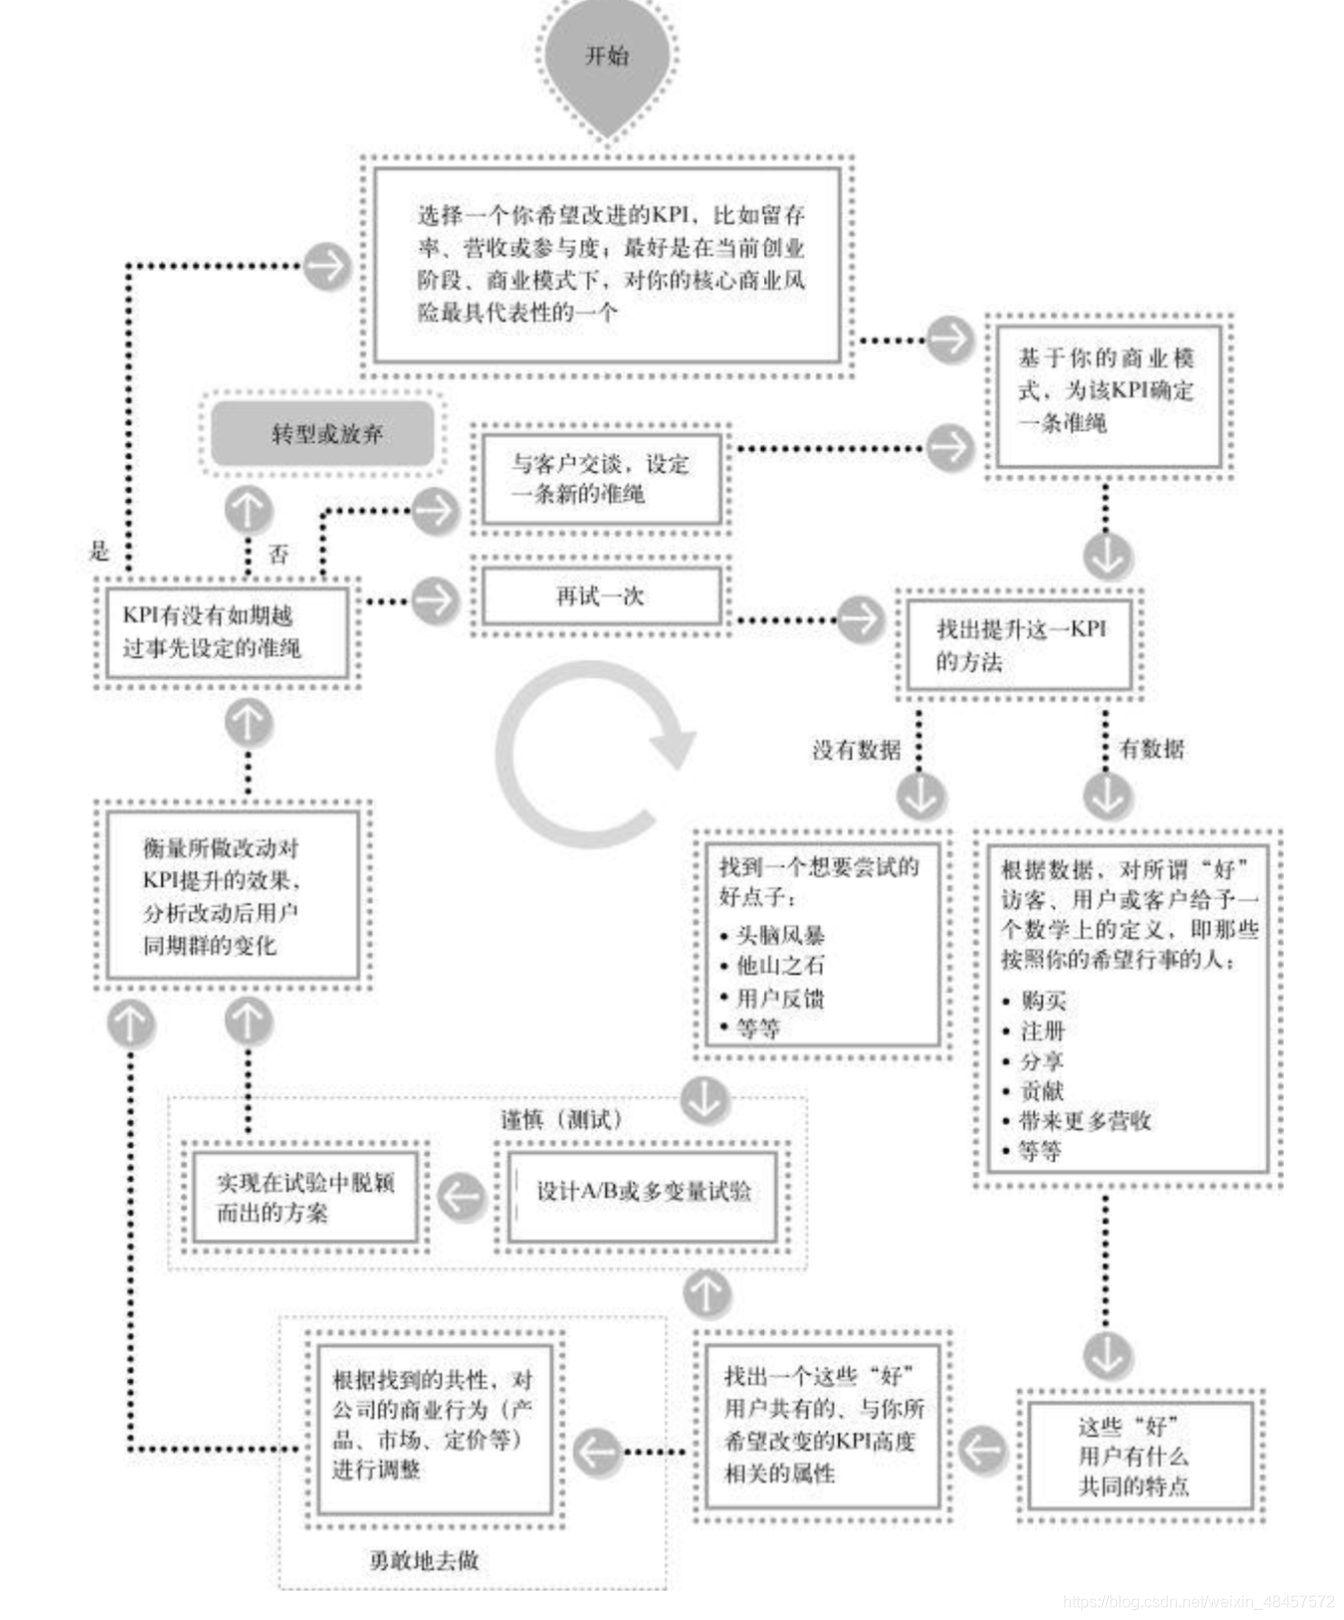 开始
选择一个你希望改进的KPI，比如留存
率、营收或参与度；最好是在当前创业
阶段、商业模式下，对你的核心商业风
险最具代表性的一个
基于你的商业模
式，为该KPI确定
一条准绳
转型或放弃
与客户交谈，设定
一条新的准绳
是
否
再试一次
KPI有没有如期越
过事先设定的准绳
找出提升这一KPI
的方法
没有数据
有数据
衡量所做改动对
KPI提升的效果，
分析改动后用户
同期群的变化
找到一个想要尝试的
好点子：
• 头脑风暴
• 他山之石
• 用户反馈
• 等等
根据数据，对所谓“好”
访客、用户或客户给予一
个数学上的定义，即那些
按照你的希望行事的人：
• 购买
• 注册
• 分享
• 贡献
• 带来更多营收
• 等等
谨慎（测试）
实现在试验中脱颖
而出的方案
设计A/B或多变量试验
根据找到的共性，对
公司的商业行为（产
品、市场、定价等）
进行调整
勇敢地去做
找出一个这些“好”
用户共有的、与你所
希望改变的KPI高度
相关的属性
这些“好”
用户有什么
共同的特点
https://blog.csdn.net/weixin_48457572